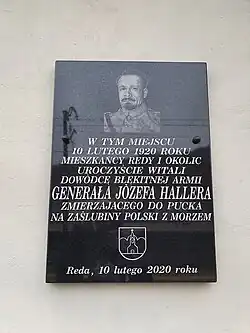 W TYM MIEJSCU
10 LUTEGO 1920 ROKU
MIESZKAŃCY REDY I OKOLIC
UROCZYŚCIE WITALI
DOWÓDCĘ BŁĘKITNEJ ARMII
GENERAŁA JÓZEFA HALLERA
ZMIERZAJĄCEGO DO PUCKA
NA ZAŚLUBINY POLSKI Z MORZEM
Reda, 10 lutego 2020 roku